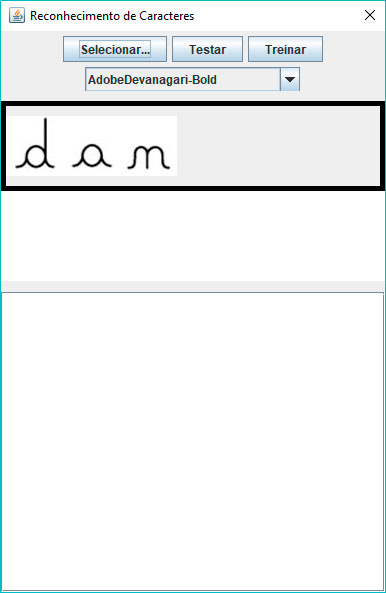 Reconhecimento de Caracteres
Selecionar... Testar Treinar
AdobeDevanagari-Bold
d a m